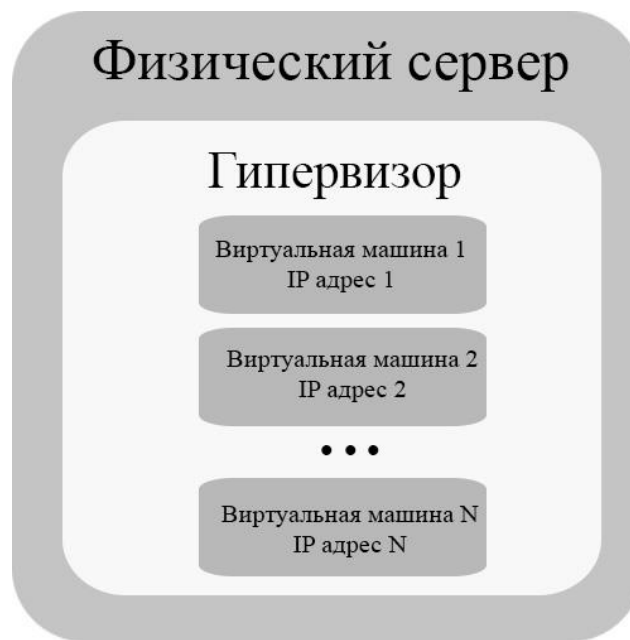 Физический сервер
Гипервизор
Виртуальная машина 1
IP адрес 1
Виртуальная машина 2
IP адрес 2
• • •
Виртуальная машина N
IP адрес N